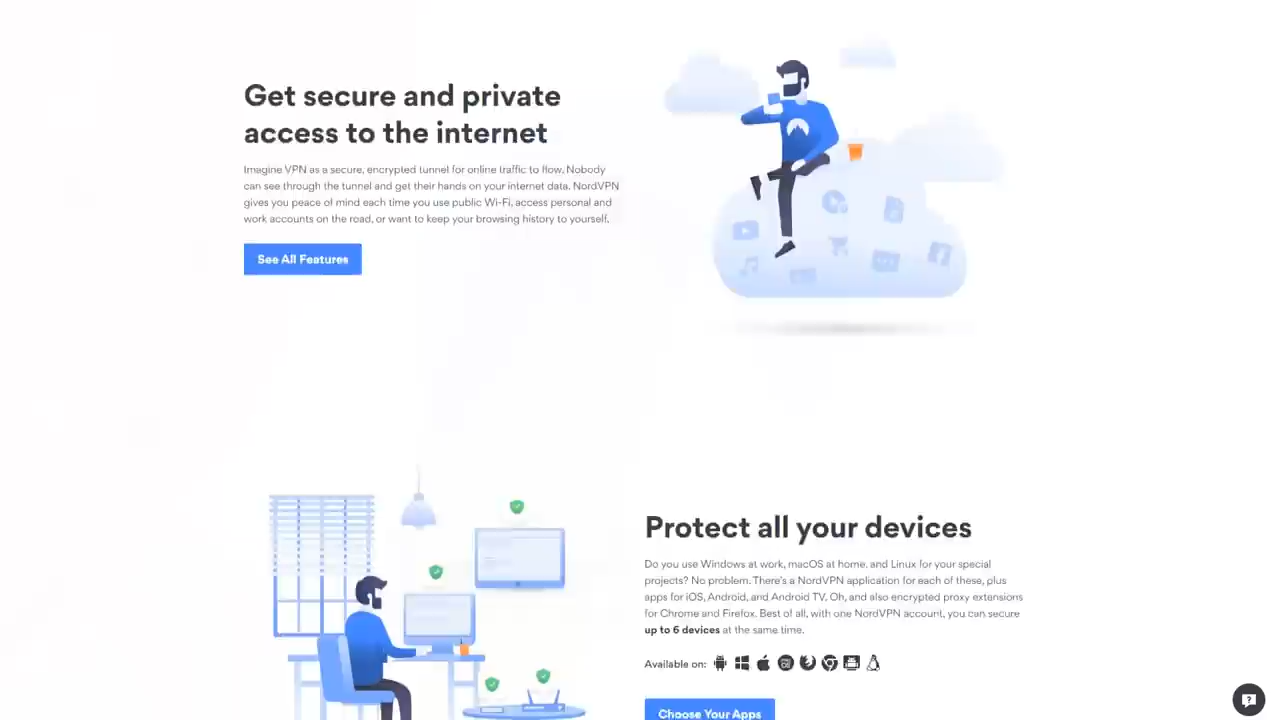 Get secure and private
access to the internet
Imagine VPN as a secure, encrypted tunnel for online traffic to flow. Nobody
can see through the tunnel and get their hands on your internet data. NordVPN
gives you peace of mind each time you use public Wi-Fi, access personal and
work accounts on the road, or want to keep your browsing history to yourself.
See All Features
Protect all your devices
Do you use Windows at work, macOS at home, and Linux for your special
projects? No problem. There's a NordVPN application for each of these, plus
apps for iOS, Android, and Android TV. Oh, and also encrypted proxy extensions
for Chrome and Firefox. Best of all, with one NordVPN account, you can secure
up to 6 devices at the same time.
Available on:
Choose Your Apps